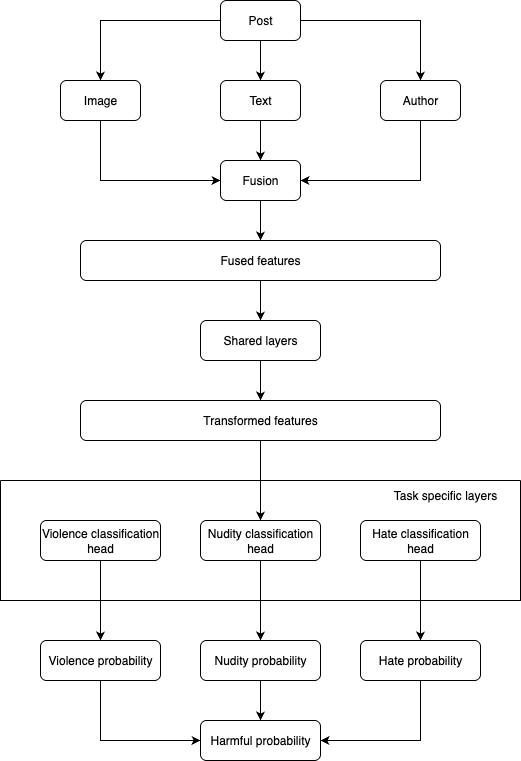 Post
Image
Text
Author
Fusion
Fused features
Shared layers
Transformed features
Task specific layers
Violence classification
head
Nudity classification
head
Hate classification
head
Violence probability
Nudity probability
Hate probability
Harmful probability